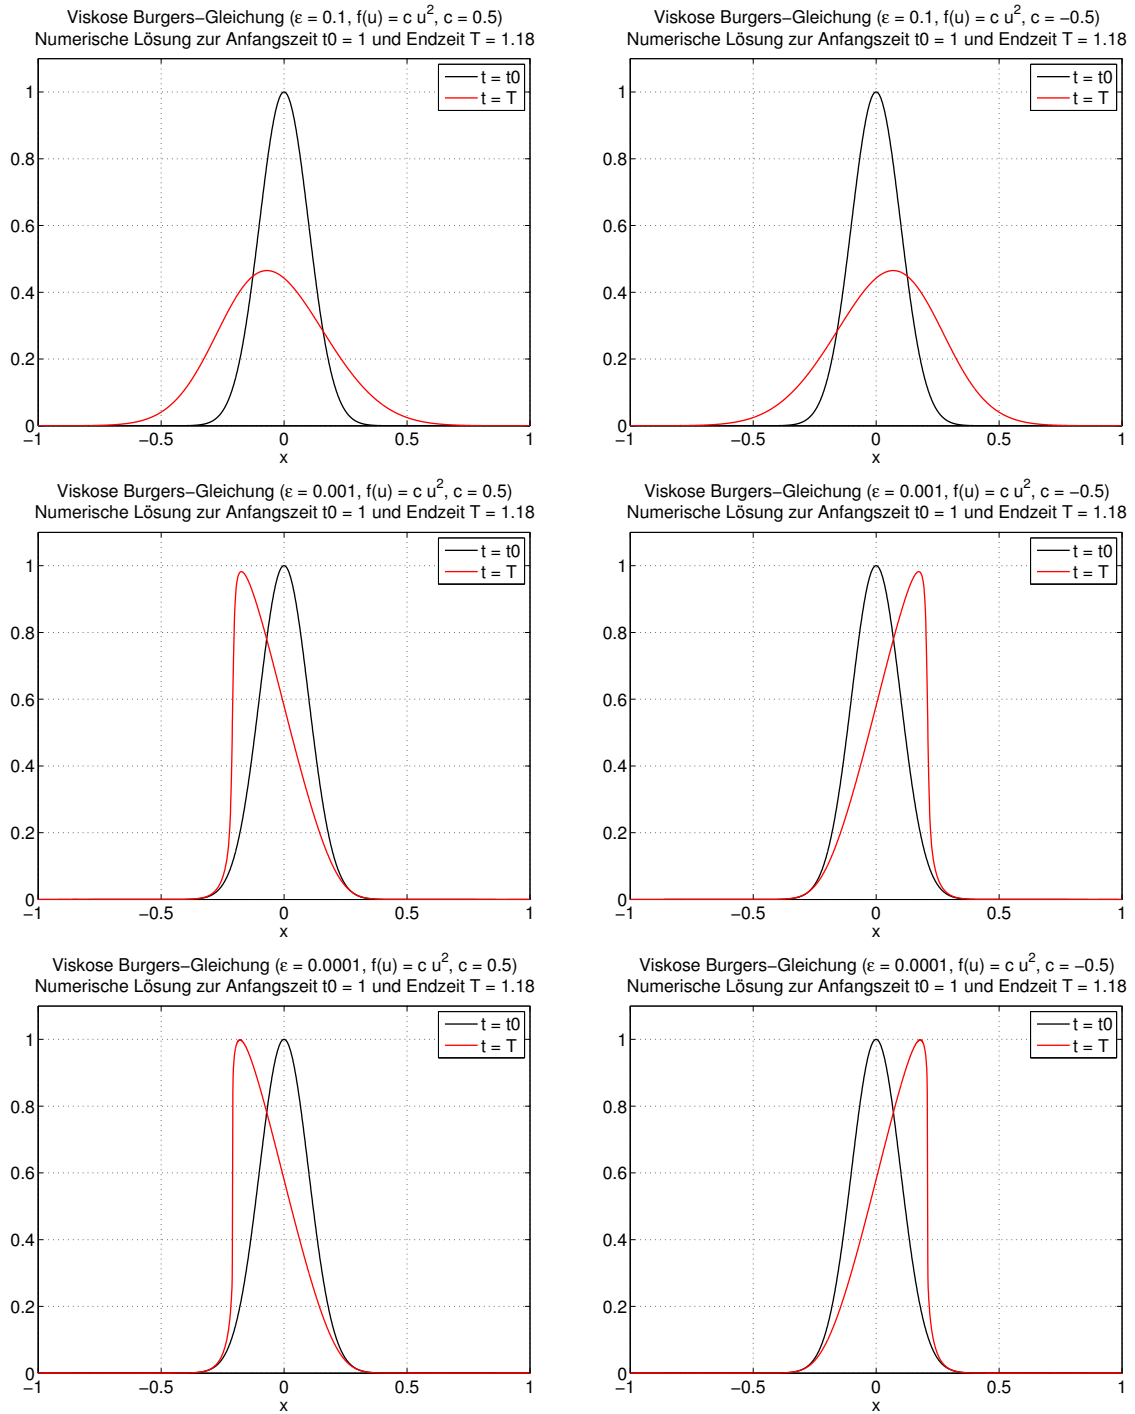 Viskose Burgers−Gleichung (ε = 0.1, f(u) = c u², c = 0.5)
Numerische Lösung zur Anfangszeit t0 = 1 und Endzeit T = 1.18
t = t0
t = T
1
0.8
0.6
0.4
0.2
0
−1
−0.5
0
0.5
1
x
Viskose Burgers−Gleichung (ε = 0.1, f(u) = c u², c = −0.5)
Numerische Lösung zur Anfangszeit t0 = 1 und Endzeit T = 1.18
t = t0
t = T
1
0.8
0.6
0.4
0.2
0
−1
−0.5
0
0.5
1
x
Viskose Burgers−Gleichung (ε = 0.001, f(u) = c u², c = 0.5)
Numerische Lösung zur Anfangszeit t0 = 1 und Endzeit T = 1.18
t = t0
t = T
1
0.8
0.6
0.4
0.2
0
−1
−0.5
0
0.5
1
x
Viskose Burgers−Gleichung (ε = 0.001, f(u) = c u², c = −0.5)
Numerische Lösung zur Anfangszeit t0 = 1 und Endzeit T = 1.18
t = t0
t = T
1
0.8
0.6
0.4
0.2
0
−1
−0.5
0
0.5
1
x
Viskose Burgers−Gleichung (ε = 0.0001, f(u) = c u², c = 0.5)
Numerische Lösung zur Anfangszeit t0 = 1 und Endzeit T = 1.18
t = t0
t = T
1
0.8
0.6
0.4
0.2
0
−1
−0.5
0
0.5
1
x
Viskose Burgers−Gleichung (ε = 0.0001, f(u) = c u², c = −0.5)
Numerische Lösung zur Anfangszeit t0 = 1 und Endzeit T = 1.18
t = t0
t = T
1
0.8
0.6
0.4
0.2
0
−1
−0.5
0
0.5
1
x